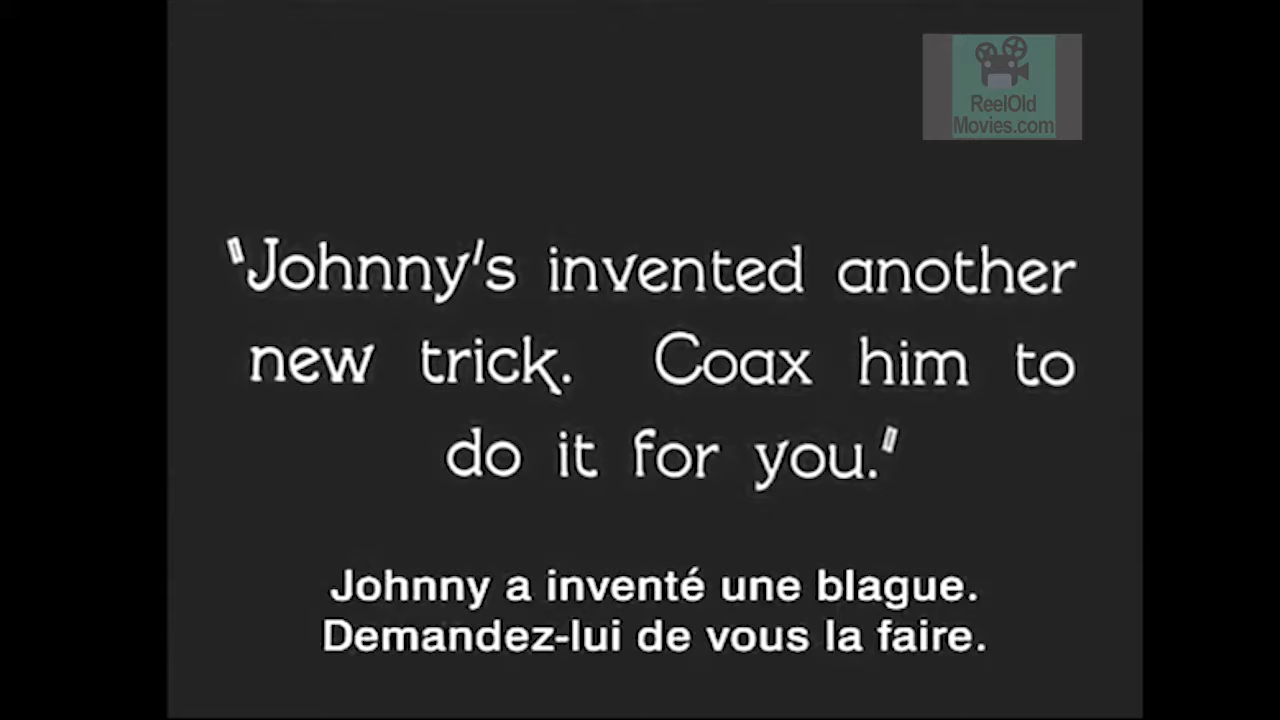 ReelOld
Movies.com
"Johnny's invented another
new trick. Coax him to
do it for you."
Johnny a inventé une blague.
Demandez-lui de vous la faire.